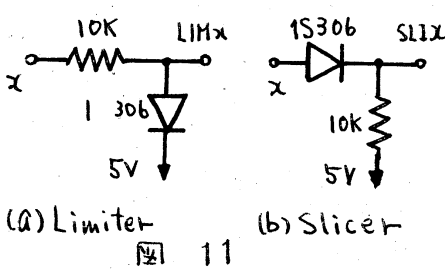 10K
LIMx
x
1 306
5V
(a) Limiter
1S306
SLIx
x
10K
5V
(b) Slicer
図 11